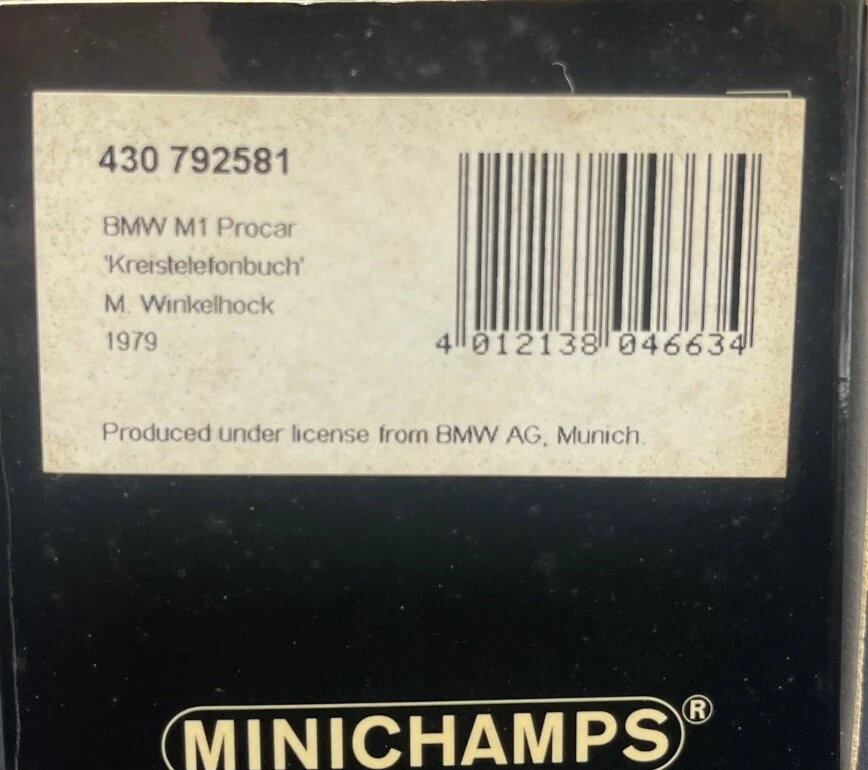 430 792581
BMW M1 Procar
'Kreistelefonbuch'
M. Winkelhock
1979
4 012138 046634
Produced under license from BMW AG, Munich.
MINICHAMPS®